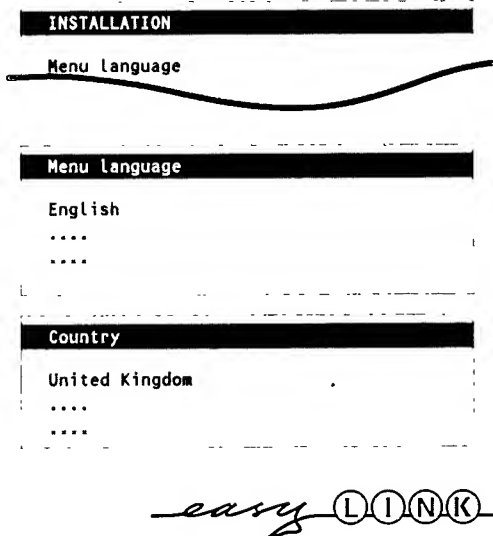 INSTALLATION
Menu language
Menu language
English
....
....
Country
United Kingdom
....
....
easy LINK